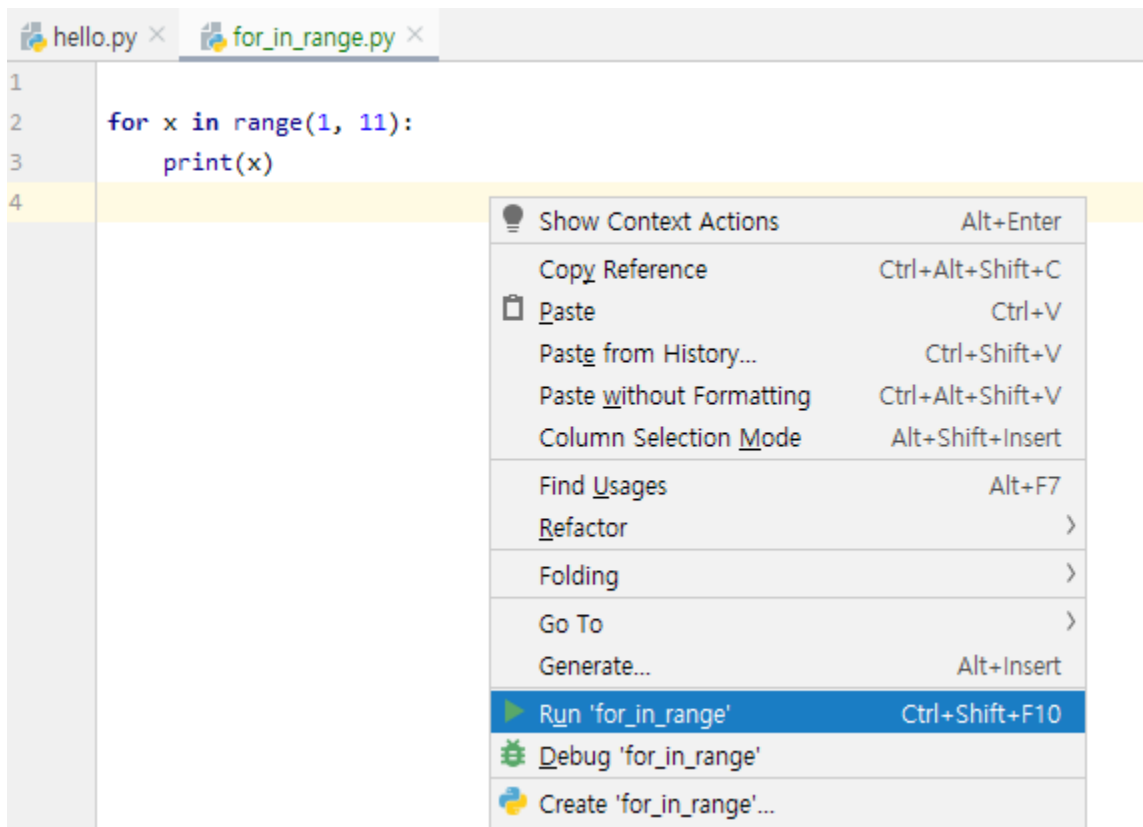 hello.py for_in_range.py
1
2 for x in range(1, 11):
3     print(x)
4
Show Context Actions Alt+Enter
Copy Reference Ctrl+Alt+Shift+C
Paste Ctrl+V
Paste from History... Ctrl+Shift+V
Paste without Formatting Ctrl+Alt+Shift+V
Column Selection Mode Alt+Shift+Insert
Find Usages Alt+F7
Refactor
Folding
Go To
Generate... Alt+Insert
Run 'for_in_range' Ctrl+Shift+F10
Debug 'for_in_range'
Create 'for_in_range'...